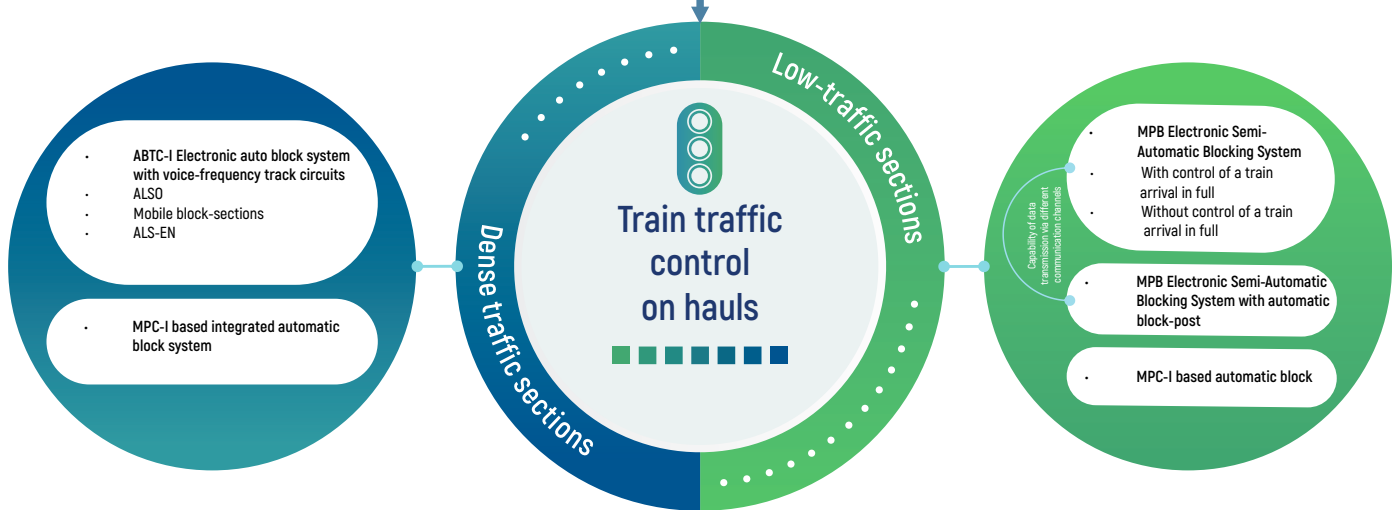 ABTC-I Electronic auto block system
with voice-frequency track circuits
ALSO
Mobile block-sections
ALS-EN
MPC-I based integrated automatic
block system
Dense traffic sections
Train traffic
control
on hauls
Low-traffic sections
Capability of data
transmission via different
communication channels
MPB Electronic Semi-
Automatic Blocking System
With control of a train
arrival in full
Without control of a train
arrival in full
MPB Electronic Semi-Automatic
Blocking System with automatic
block-post
MPC-I based automatic block